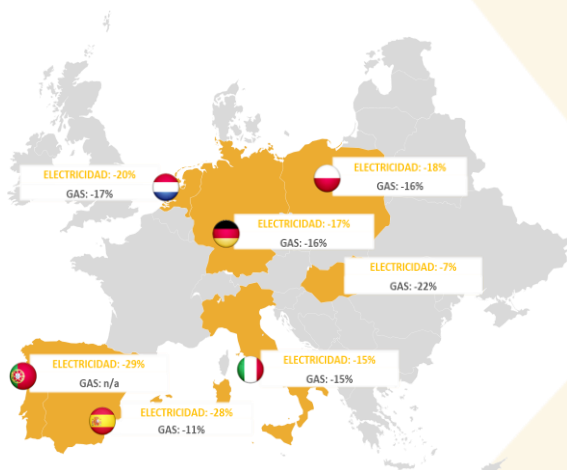 ELECTRICIDAD: -20%
GAS: -17%
ELECTRICIDAD: -18%
GAS: -16%
ELECTRICIDAD: -17%
GAS: -16%
ELECTRICIDAD: -7%
GAS: -22%
ELECTRICIDAD: -29%
GAS: n/a
ELECTRICIDAD: -15%
GAS: -15%
ELECTRICIDAD: -28%
GAS: -11%